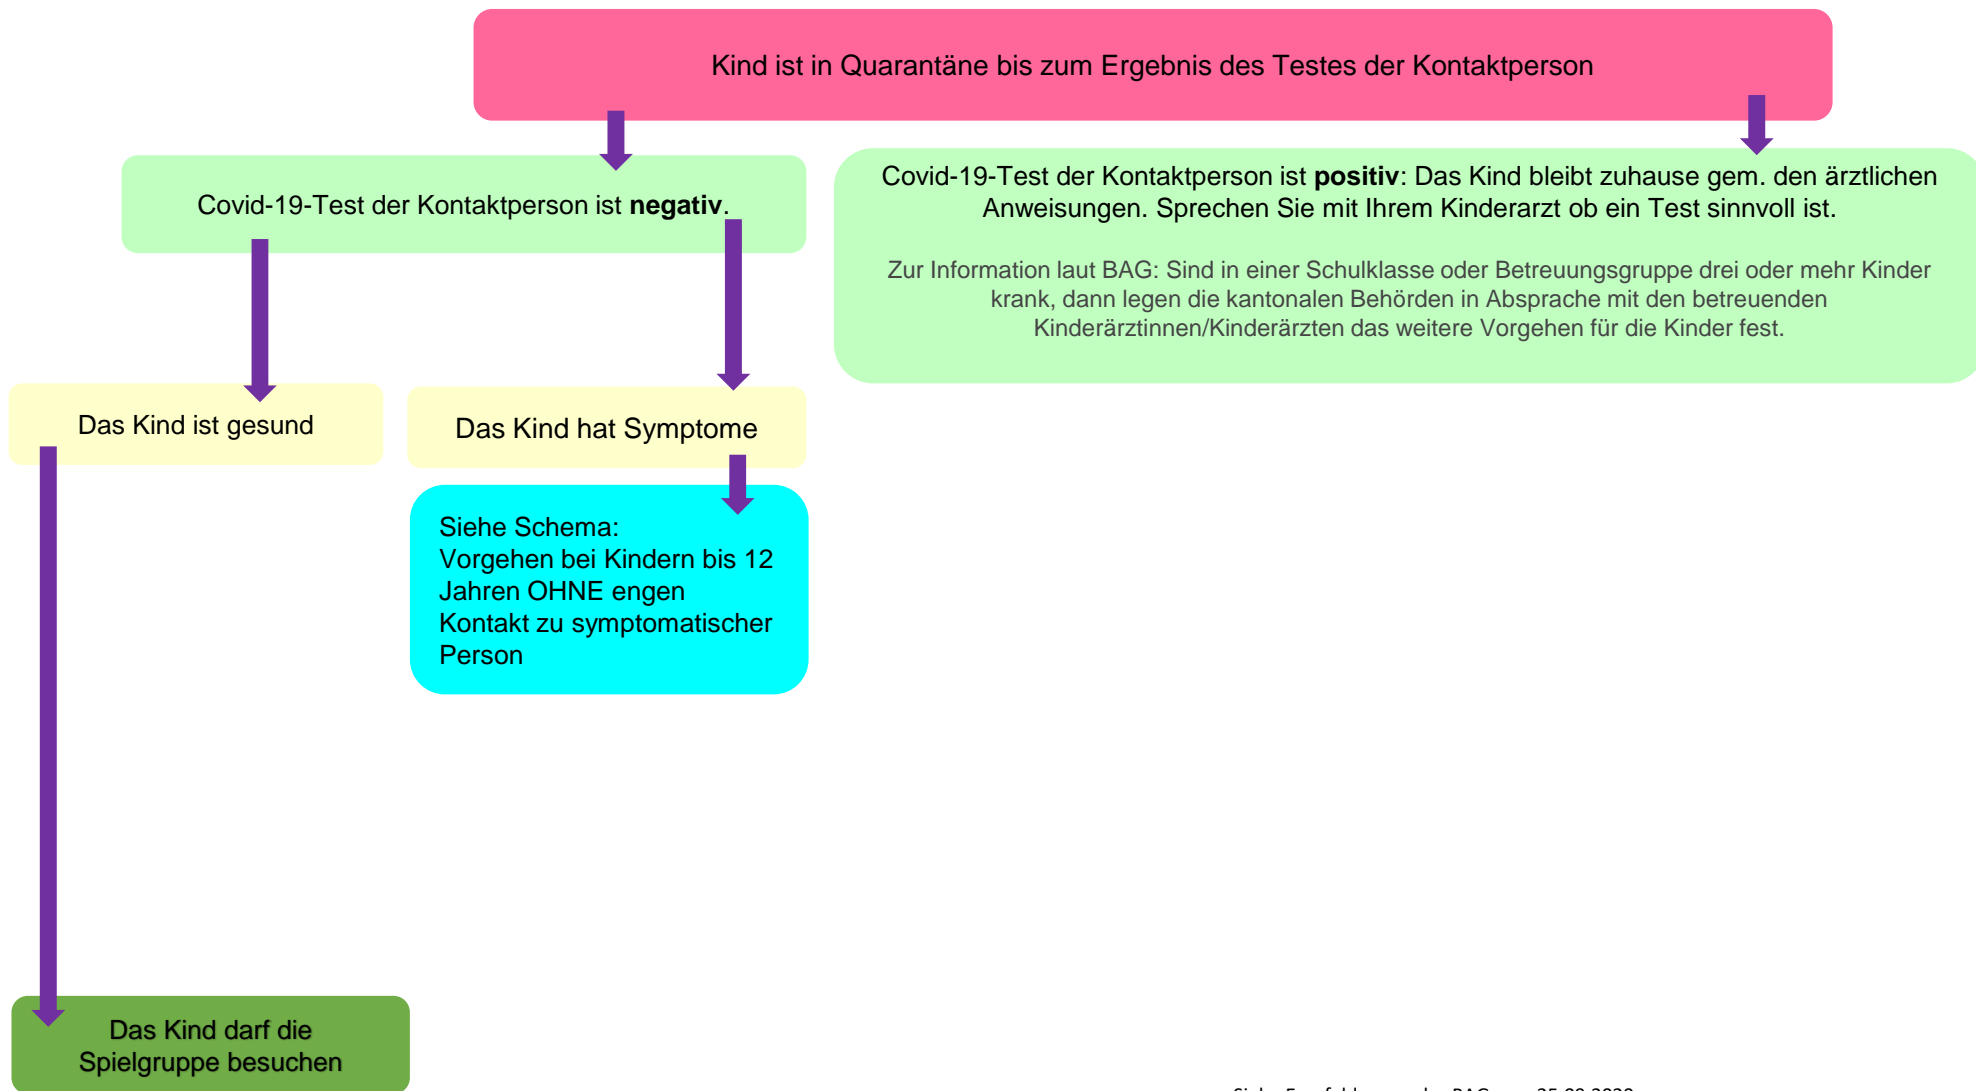 Kind ist in Quarantäne bis zum Ergebnis des Testes der Kontaktperson
Covid-19-Test der Kontaktperson ist negativ.
Covid-19-Test der Kontaktperson ist positiv: Das Kind bleibt zuhause gem. den ärztlichen
Anweisungen. Sprechen Sie mit Ihrem Kinderarzt ob ein Test sinnvoll ist.
Zur Information laut BAG: Sind in einer Schulklasse oder Betreuungsgruppe drei oder mehr Kinder
krank, dann legen die kantonalen Behörden in Absprache mit den betreuenden
Kinderärztinnen/Kinderärzten das weitere Vorgehen für die Kinder fest.
Das Kind ist gesund
Das Kind hat Symptome
Siehe Schema:
Vorgehen bei Kindern bis 12
Jahren OHNE engen
Kontakt zu symptomatischer
Person
Das Kind darf die
Spielgruppe besuchen